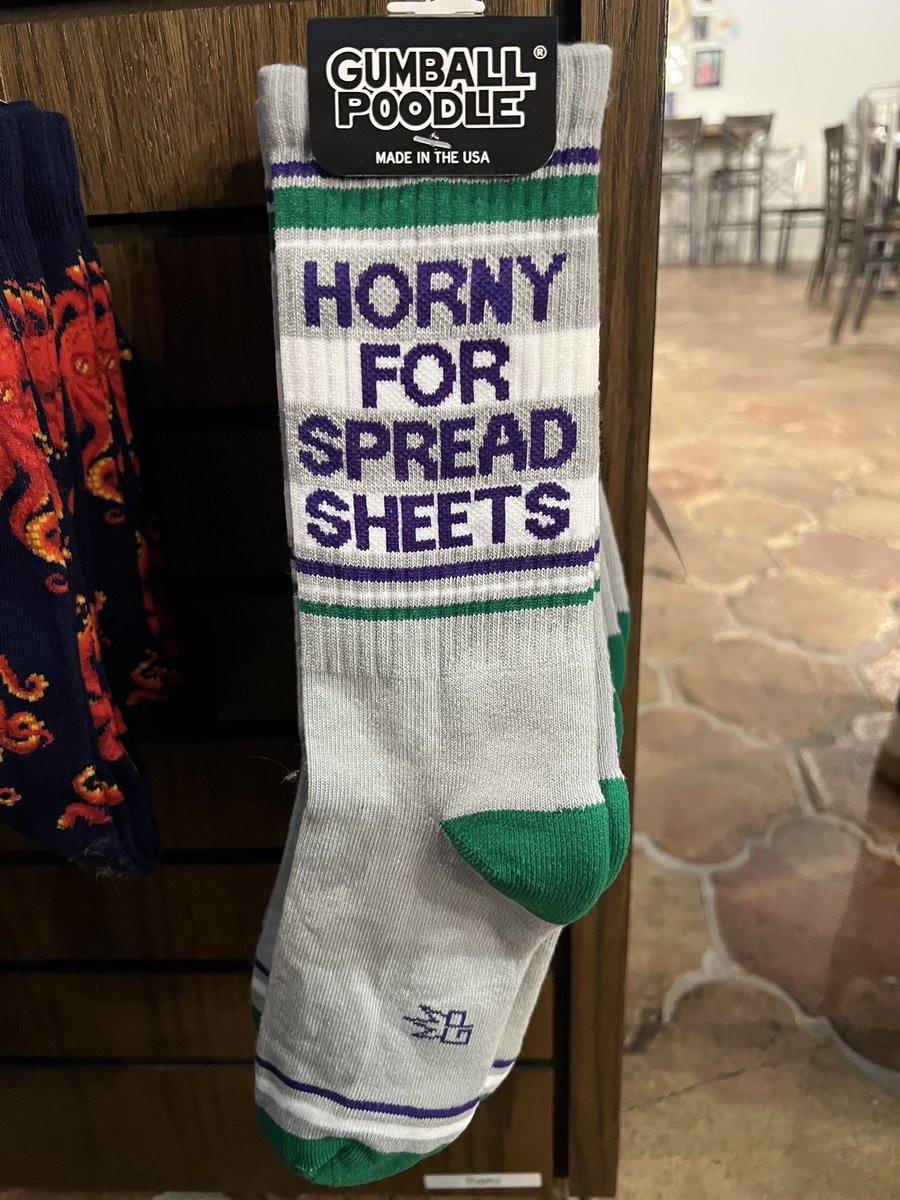 GUMBALL®
POODLE
MADE IN THE USA
HORNY
FOR
SPREAD
SHEETS